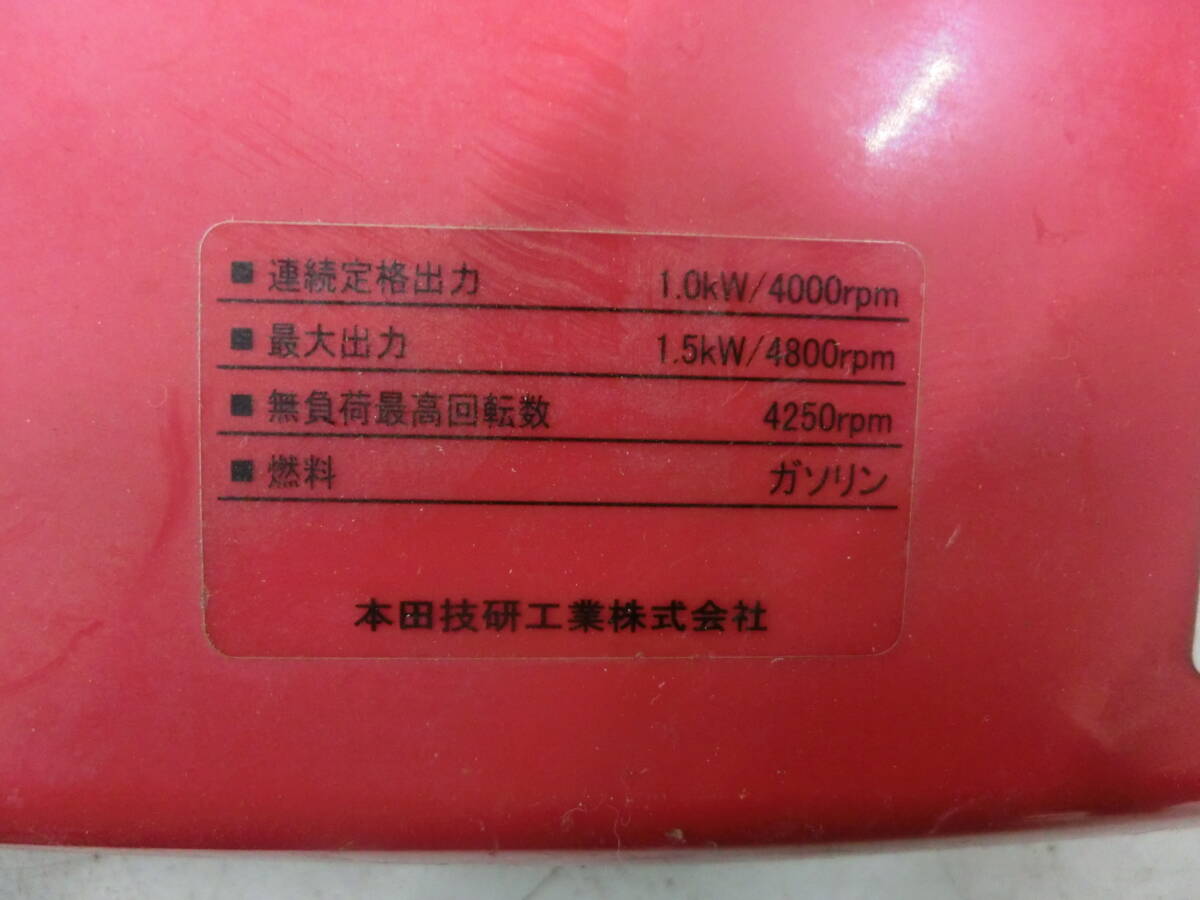 ■ 連続定格出力 1.0kW/4000rpm
■ 最大出力 1.5kW/4800rpm
■ 無負荷最高回転数 4250rpm
■ 燃料 ガソリン
本田技研工業株式会社